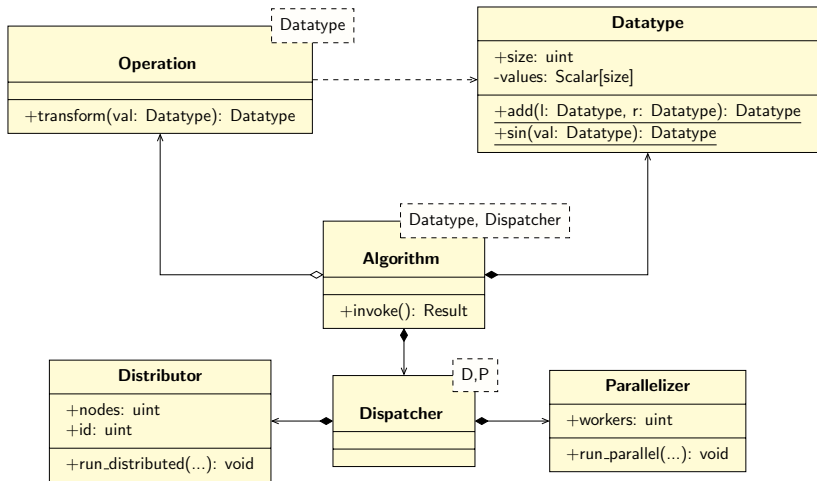 Datatype
Operation
+transform(val: Datatype): Datatype
Datatype
+size: uint
-values: Scalar[size]
+add(l: Datatype, r: Datatype): Datatype
+sin(val: Datatype): Datatype
Datatype, Dispatcher
Algorithm
+invoke(): Result
Distributor
+nodes: uint
+id: uint
+run_distributed(...): void
D,P
Dispatcher
Parallelizer
+workers: uint
+run_parallel(...): void